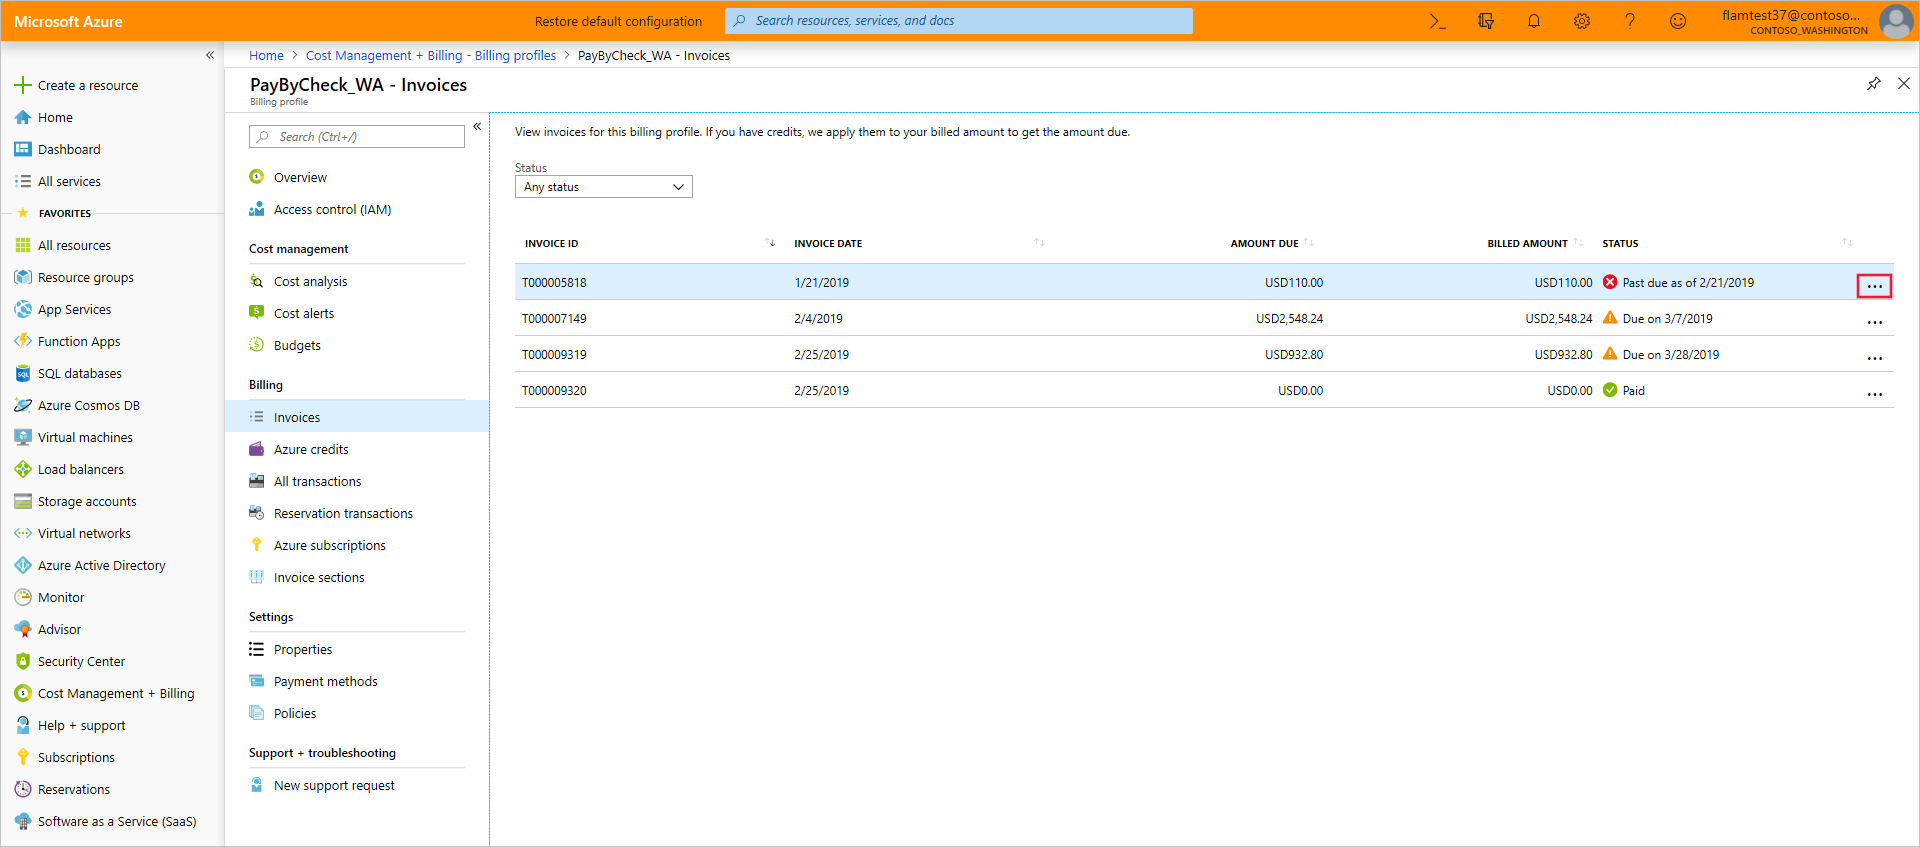 Microsoft Azure
Restore default configuration
Search resources, services, and docs
flamtest37@contoso...
CONTOSO_WASHINGTON
Create a resource
Home
Dashboard
All services
FAVORITES
All resources
Resource groups
App Services
Function Apps
SQL databases
Azure Cosmos DB
Virtual machines
Load balancers
Storage accounts
Virtual networks
Azure Active Directory
Monitor
Advisor
Security Center
Cost Management + Billing
Help + support
Subscriptions
Reservations
Software as a Service (SaaS)
Home > Cost Management + Billing - Billing profiles > PayByCheck_WA - Invoices
PayByCheck_WA - Invoices
Billing profile
Search (Ctrl+/)
Overview
Access control (IAM)
Cost management
Cost analysis
Cost alerts
Budgets
Billing
Invoices
Azure credits
All transactions
Reservation transactions
Azure subscriptions
Invoice sections
Settings
Properties
Payment methods
Policies
Support + troubleshooting
New support request
View invoices for this billing profile. If you have credits, we apply them to your billed amount to get the amount due.
Status
Any status
INVOICE ID INVOICE DATE AMOUNT DUE BILLED AMOUNT STATUS
T000005818 1/21/2019 USD110.00 USD110.00 Past due as of 2/21/2019 ...
T000007149 2/4/2019 USD2,548.24 USD2,548.24 Due on 3/7/2019 ...
T000009319 2/25/2019 USD932.80 USD932.80 Due on 3/28/2019 ...
T000009320 2/25/2019 USD0.00 USD0.00 Paid ...